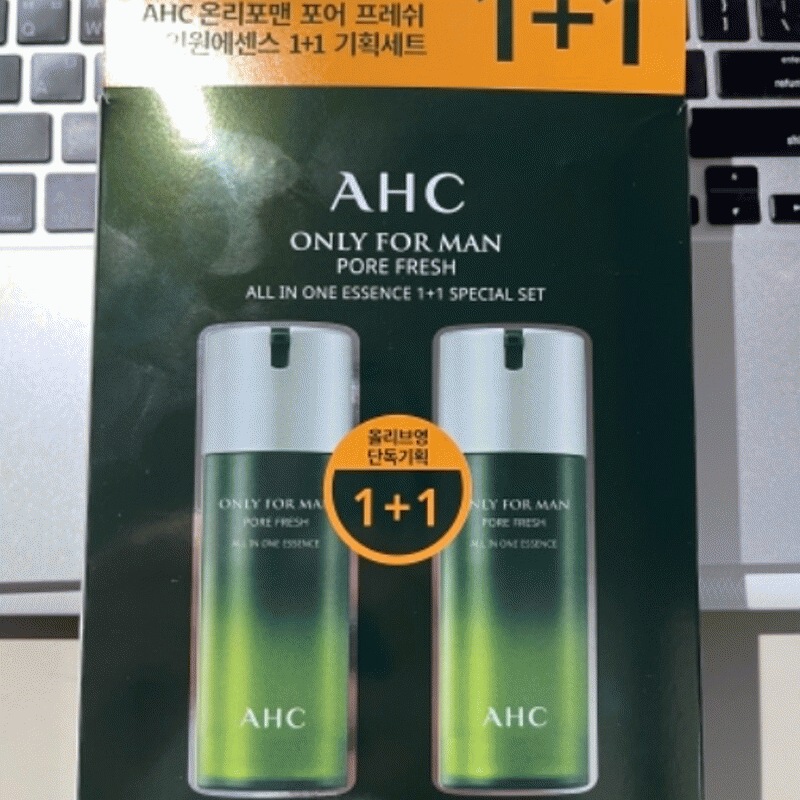 AHC 온리포맨 포어 프레쉬
인원에센스 1+1 기획세트
1+1
AHC
ONLY FOR MAN
PORE FRESH
ALL IN ONE ESSENCE 1+1 SPECIAL SET
올리브영
단독기획
1+1
ONLY FOR MAN
PORE FRESH
ALL IN ONE ESSENCE
AHC
ONLY FOR MAN
PORE FRESH
ALL IN ONE ESSENCE
AHC
enter
return
shift